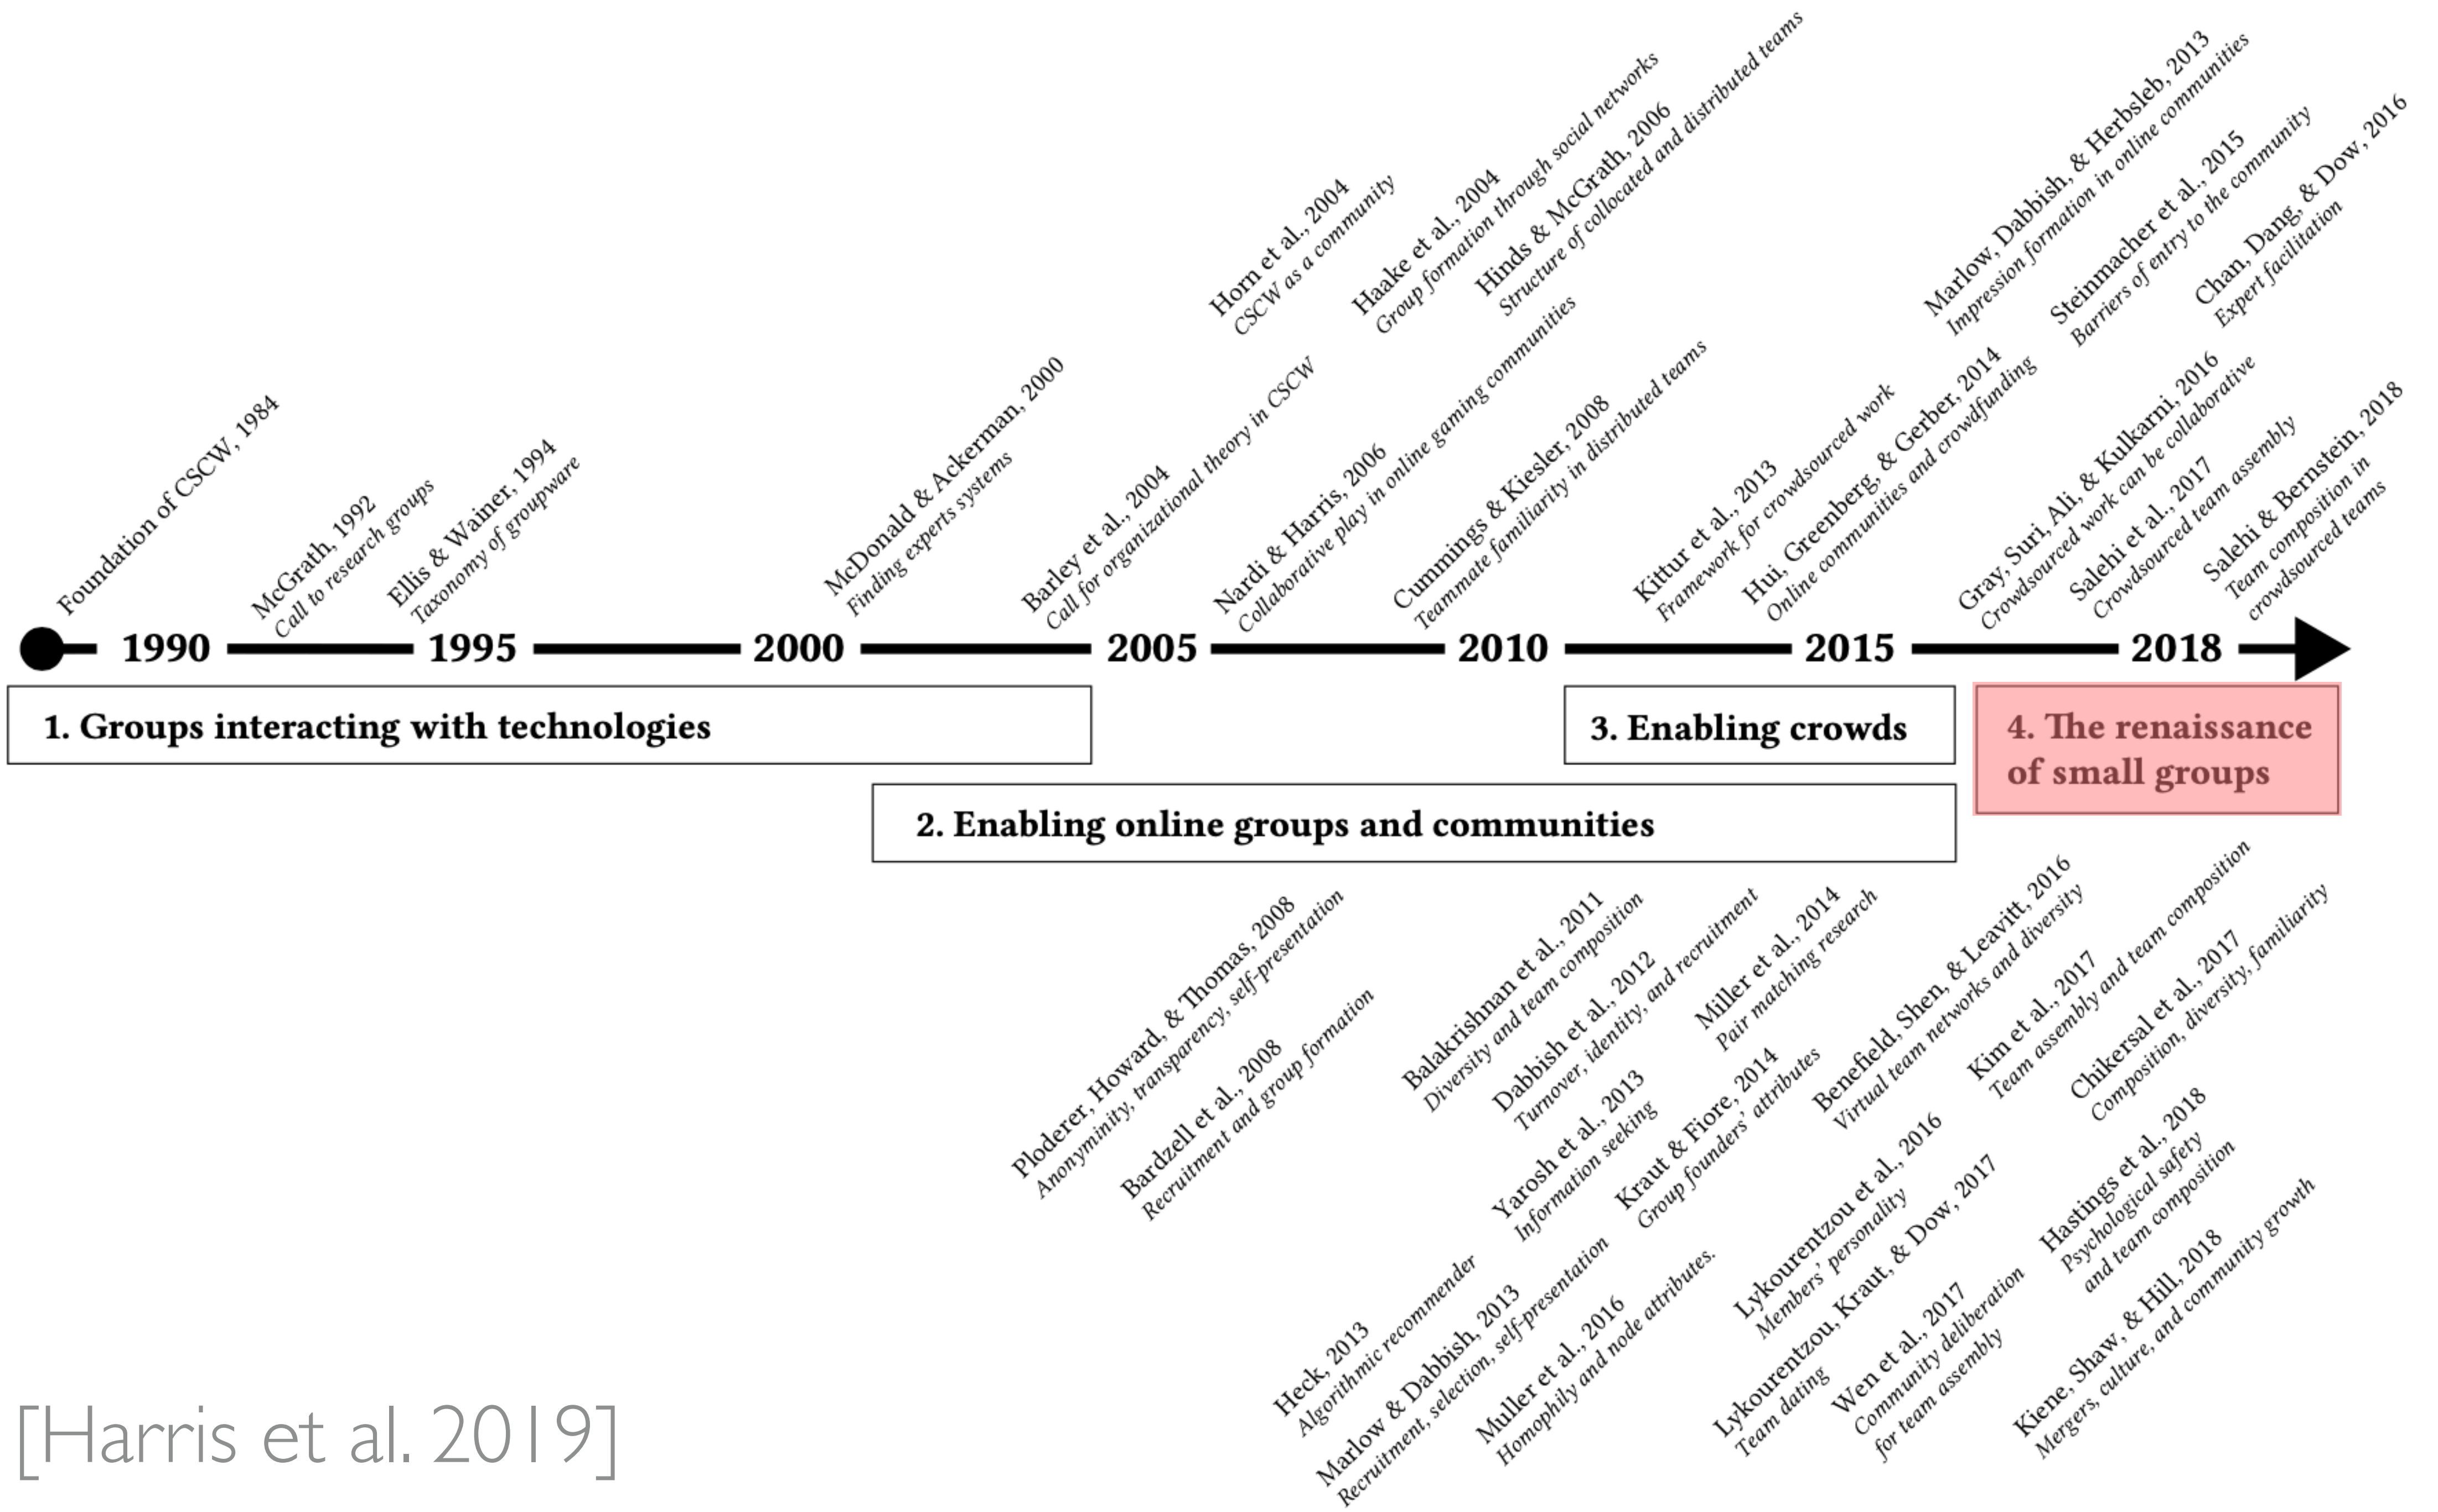 Foundation of CSCW, 1984
McGrath, 1992
Call to research groups
Ellis & Wainer, 1994
Taxonomy of groupware
McDonald & Ackerman, 2000
Finding experts systems
Barley et al., 2004
Call for organizational theory in CSCW
Horn et al., 2004
CSCW as a community
Haake et al., 2004
Group formation through social networks
Hinds & McGrath, 2006
Structure of collocated and distributed teams
Nardi & Harris, 2006
Collaborative play in online gaming communities
Cummings & Kiesler, 2008
Teammate familiarity in distributed teams
Kittur et al., 2013
Framework for crowdsourced work
Hui, Greenberg, & Gerber, 2014
Online communities and crowdfunding
Marlow, Dabbish, & Herbsleb, 2013
Impression formation in online communities
Steinmacher et al., 2015
Barriers of entry to the community
Chan, Dang, & Dow, 2016
Expert facilitation
Gray, Suri, Ali, & Kulkarni, 2016
Crowdsourced work can be collaborative
Salehi et al., 2017
Crowdsourced team assembly
Salehi & Bernstein, 2018
Team composition in
crowdsourced teams
1990 1995 2000 2005 2010 2015 2018
1. Groups interacting with technologies
3. Enabling crowds
4. The renaissance
of small groups
2. Enabling online groups and communities
Ploderer, Howard, & Thomas, 2008
Anonyminity, transparency, self-presentation
Bardzell et al., 2008
Recruitment and group formation
Balakrishnan et al., 2011
Diversity and team composition
Dabbish et al., 2012
Turnover, identity, and recruitment
Miller et al., 2014
Pair matching research
Yarosh et al., 2013
Information seeking
Kraut & Fiore, 2014
Group founders' attributes
Benefield, Shen, & Leavitt, 2016
Virtual team networks and diversity
Kim et al., 2017
Team assembly and team composition
Chikersal et al., 2017
Composition, diversity, familiarity
Heck, 2013
Algorithmic recommender
Marlow & Dabbish, 2013
Recruitment, selection, self-presentation
Muller et al., 2016
Homophily and node attributes.
Lykourentzou et al., 2016
Members' personality
Lykourentzou, Kraut, & Dow, 2017
Team dating
Wen et al., 2017
Community deliberation
for team assembly
Hastings et al., 2018
Psychological safety
and team composition
Kiene, Shaw, & Hill, 2018
Mergers, culture, and community growth
[Harris et al. 2019]